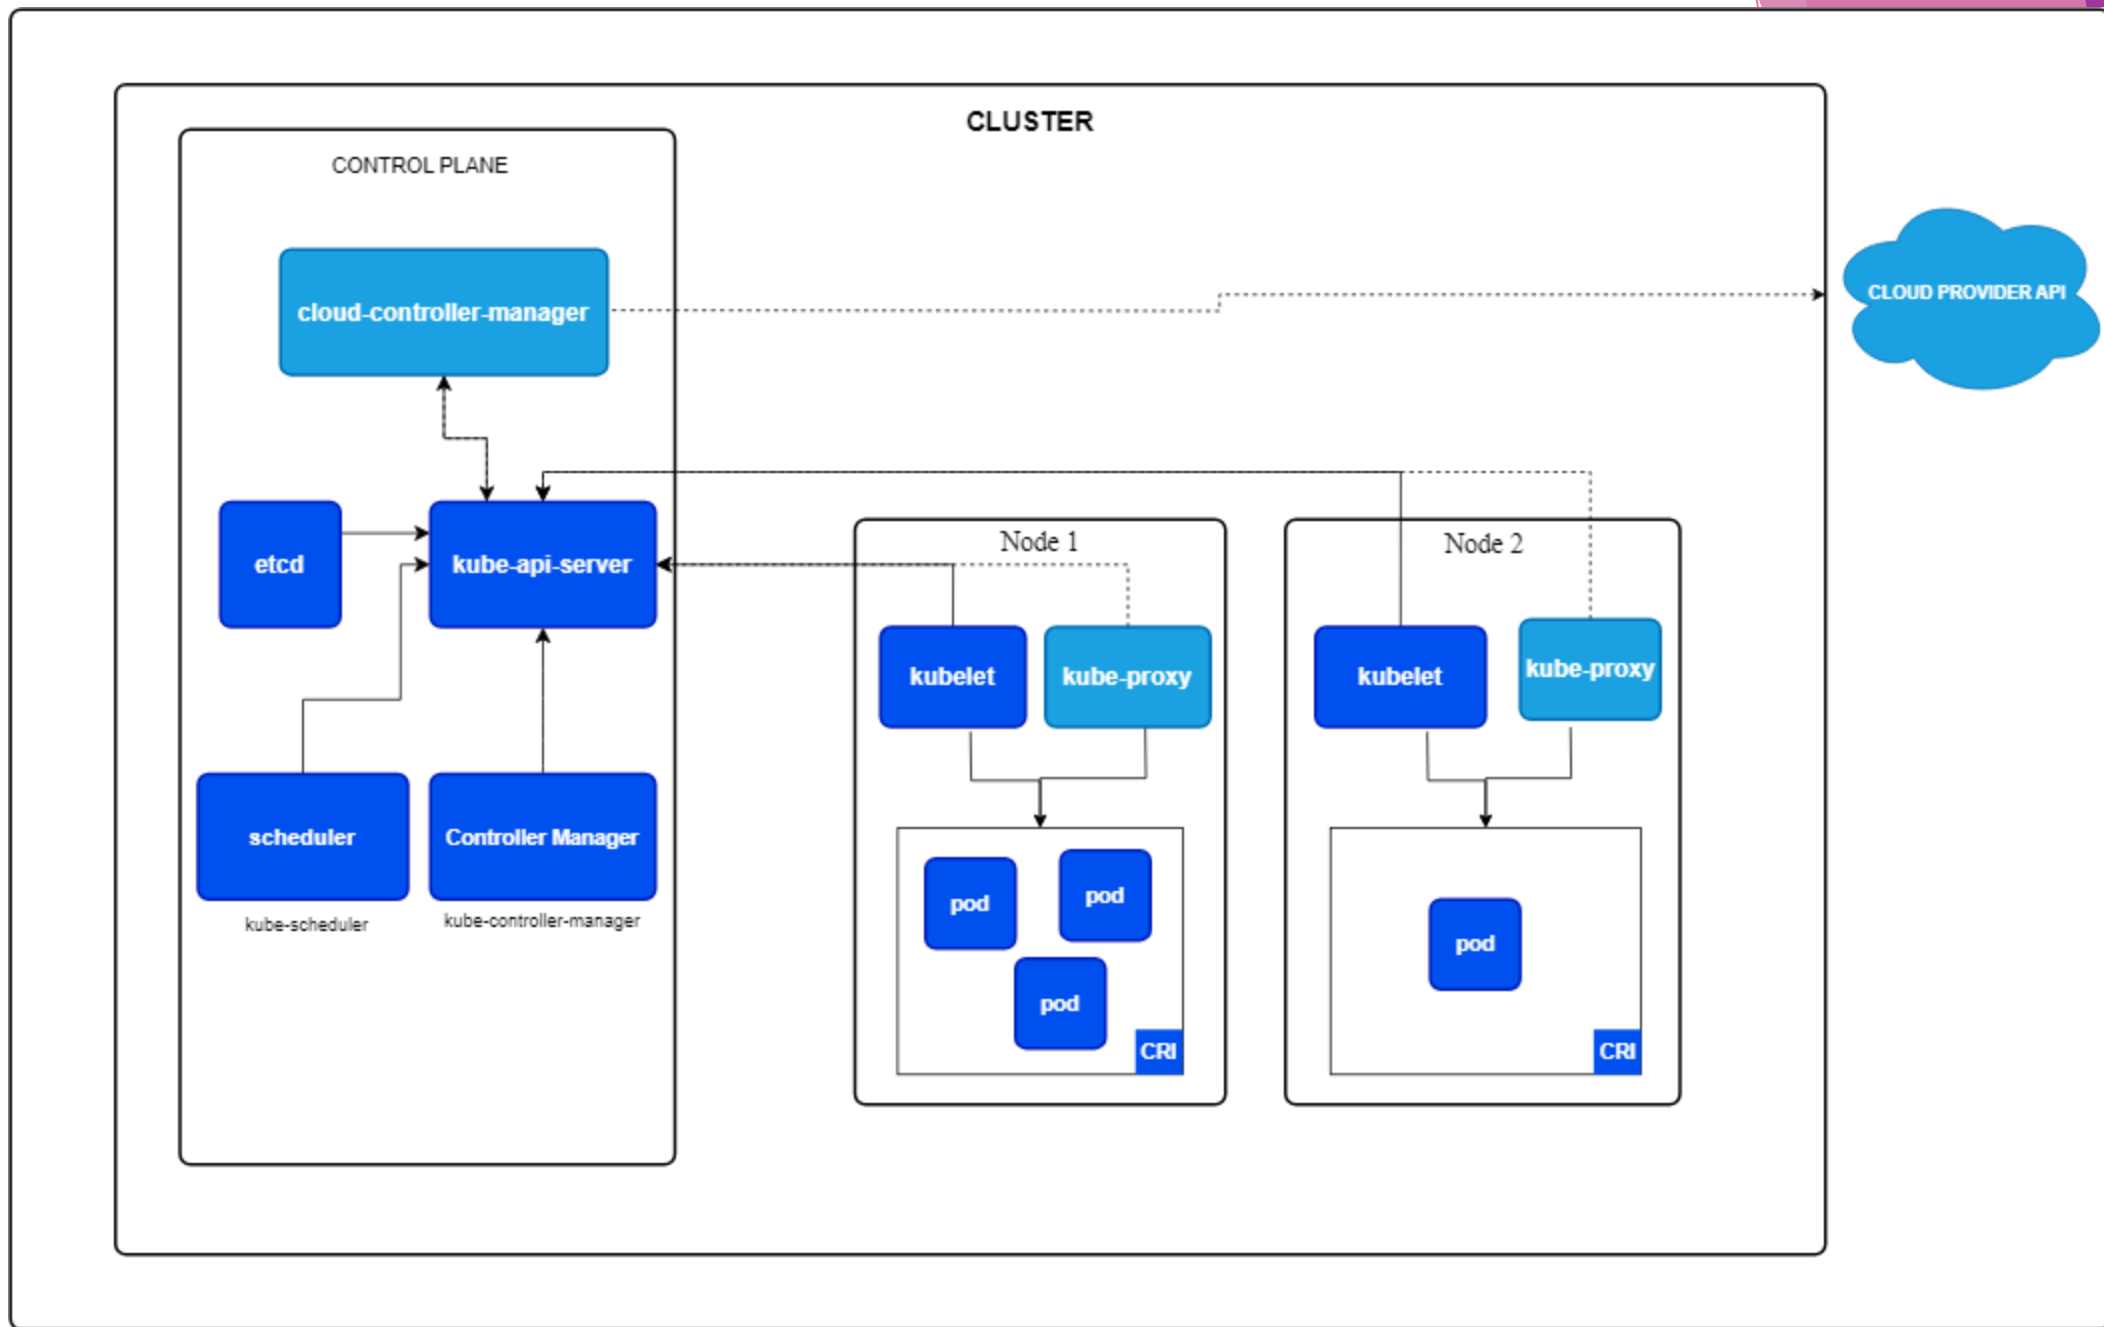 CLUSTER
CONTROL PLANE
cloud-controller-manager
CLOUD PROVIDER API
etcd
kube-api-server
scheduler
kube-scheduler
Controller Manager
kube-controller-manager
Node 1
kubelet
kube-proxy
pod
pod
pod
CRI
Node 2
kubelet
kube-proxy
pod
CRI